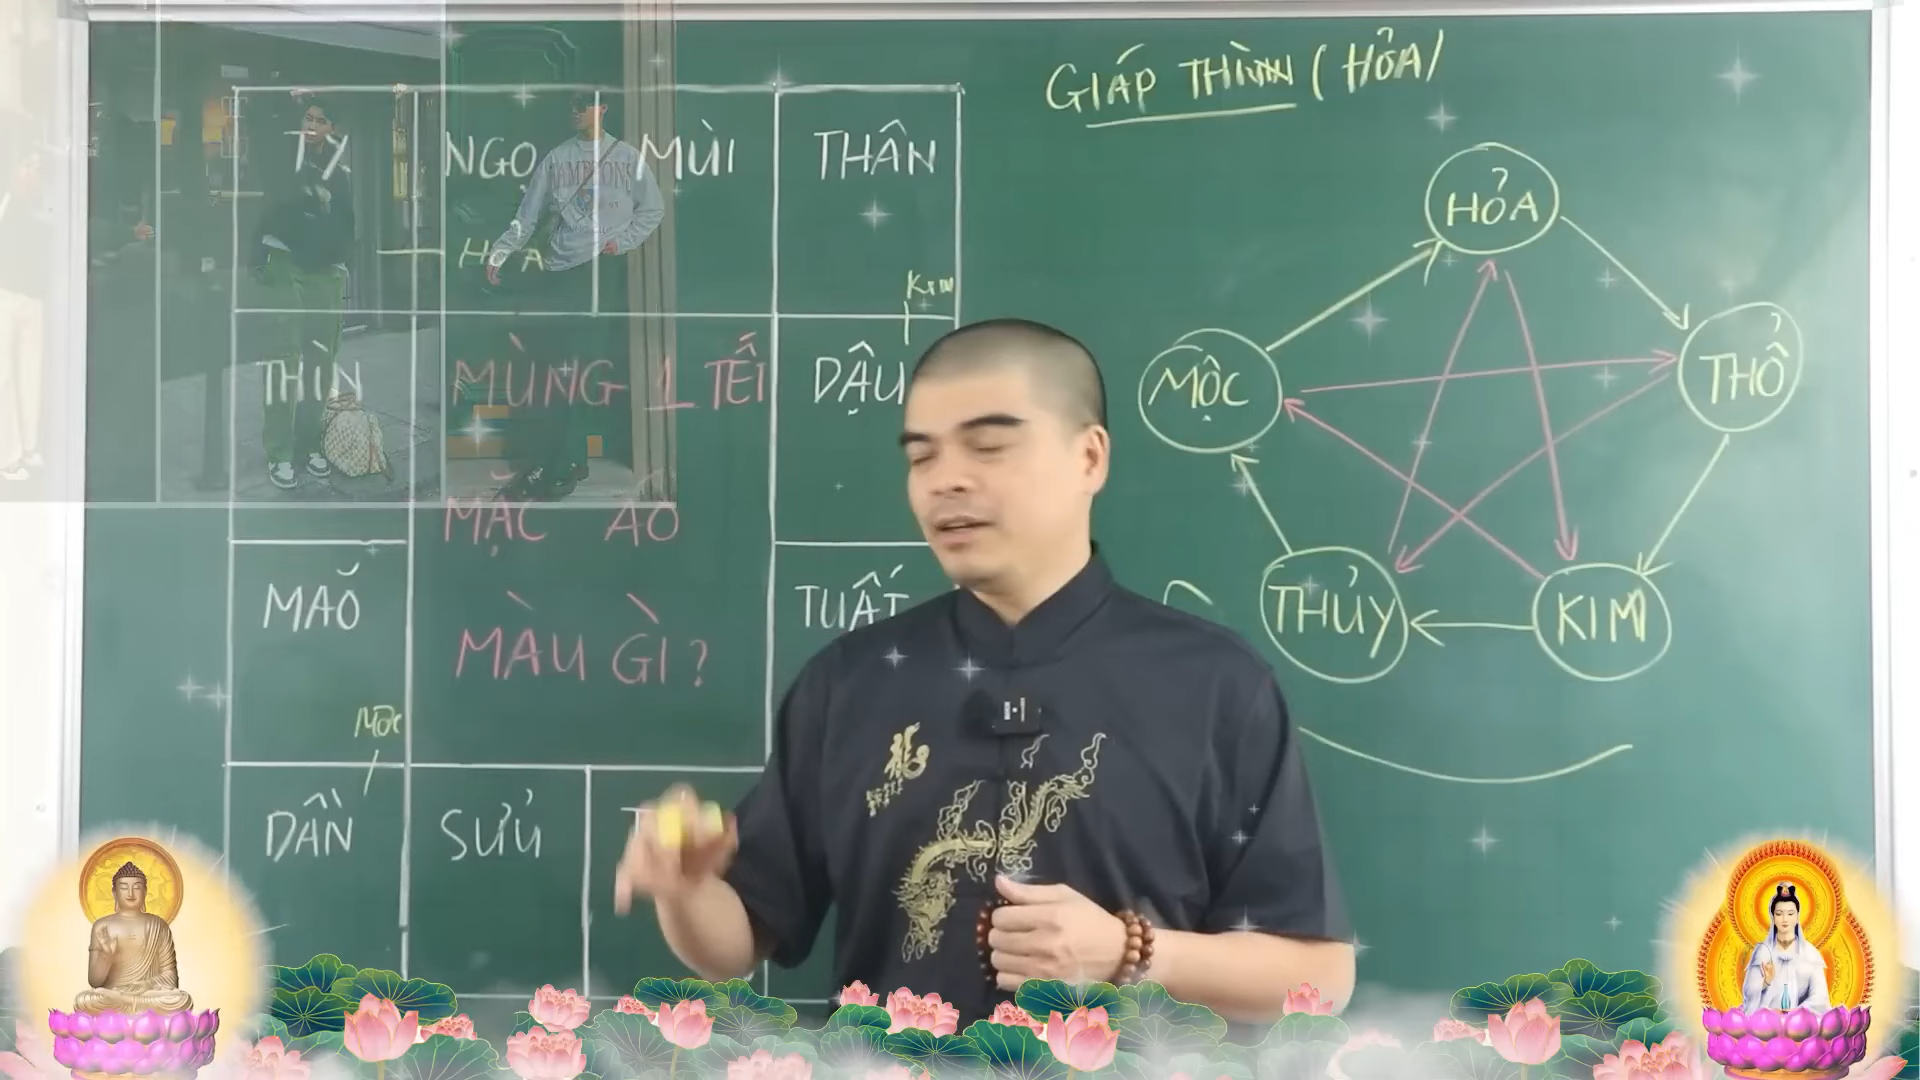 GIÁP THÌN (HỎA)
TỴ NGỌ MÙI THÂN
HỎA
KIM
THÌN MÙNG 1 TẾT DẬU
MẶC ÁO
MÀU GÌ?
MÃO TUẤT
MỘC
DẦN SỬU
HỎA
MỘC THỔ
THỦY KIM
龍